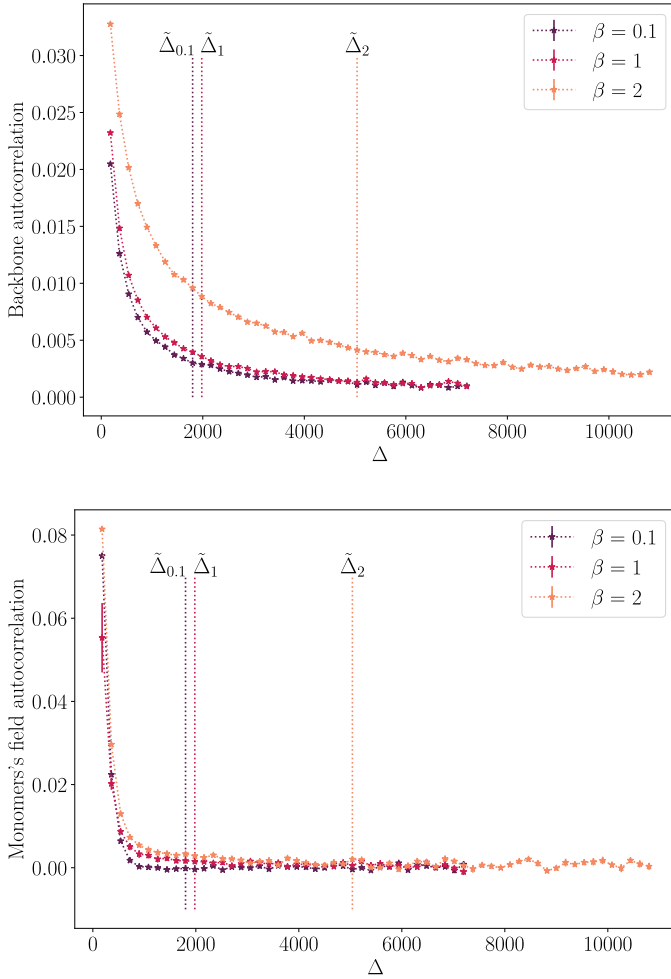 Δ̃0.1 Δ̃1 Δ̃2
β = 0.1
β = 1
β = 2
Backbone autocorrelation
0.030
0.025
0.020
0.015
0.010
0.005
0.000
0 2000 4000 6000 8000 10000
Δ
Δ̃0.1 Δ̃1 Δ̃2
β = 0.1
β = 1
β = 2
Monomers's field autocorrelation
0.08
0.06
0.04
0.02
0.00
0 2000 4000 6000 8000 10000
Δ